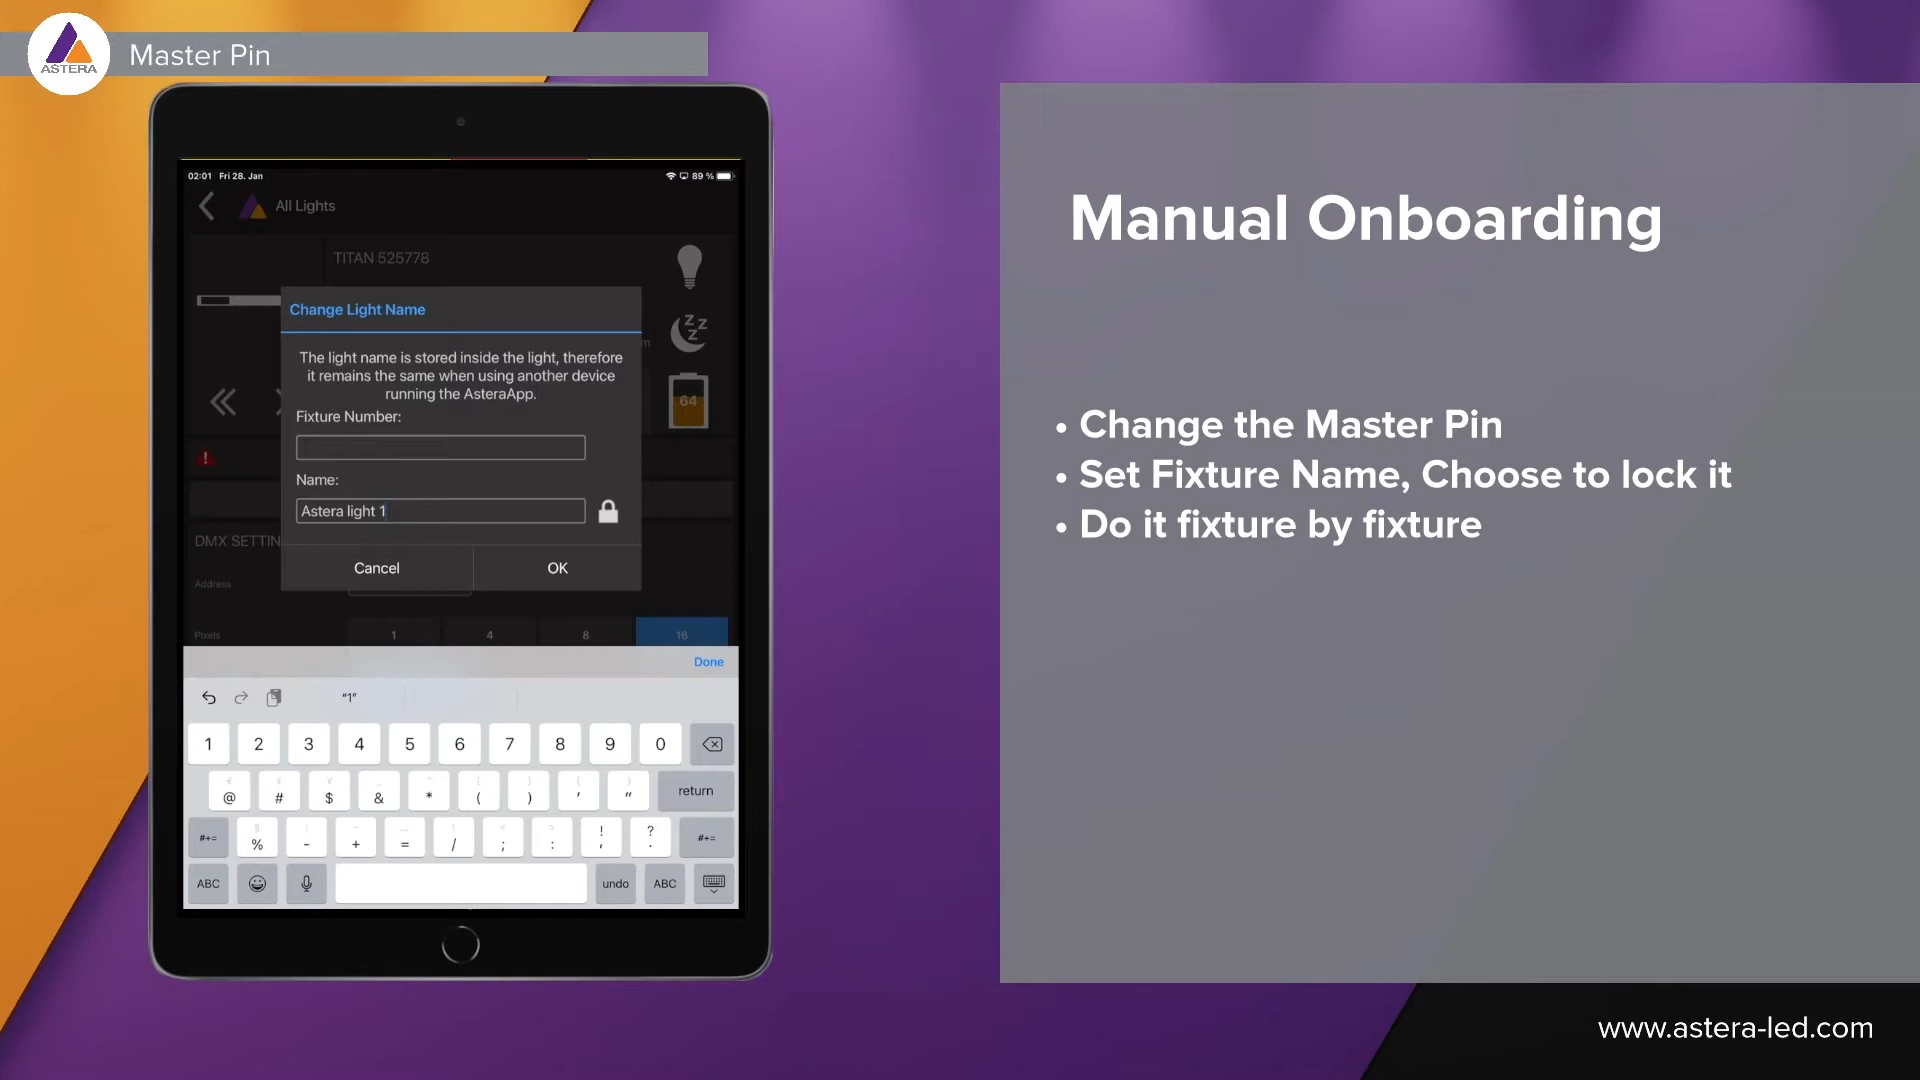 ASTERA
Master Pin
02:01 Fri 28. Jan
89 %
All Lights
TITAN 525778
Change Light Name
The light name is stored inside the light, therefore
it remains the same when using another device
running the AsteraApp.
Fixture Number:
64
Name:
Astera light 1
DMX SETTIN
Cancel
OK
Address
Pixels
1 4 8 16
Done
"1"
1 2 3 4 5 6 7 8 9 0
@ # $ & * ( ) ' " return
#+= % - + = / ; : ! , ? . #+=
ABC undo ABC
Manual Onboarding
• Change the Master Pin
• Set Fixture Name, Choose to lock it
• Do it fixture by fixture
www.astera-led.com